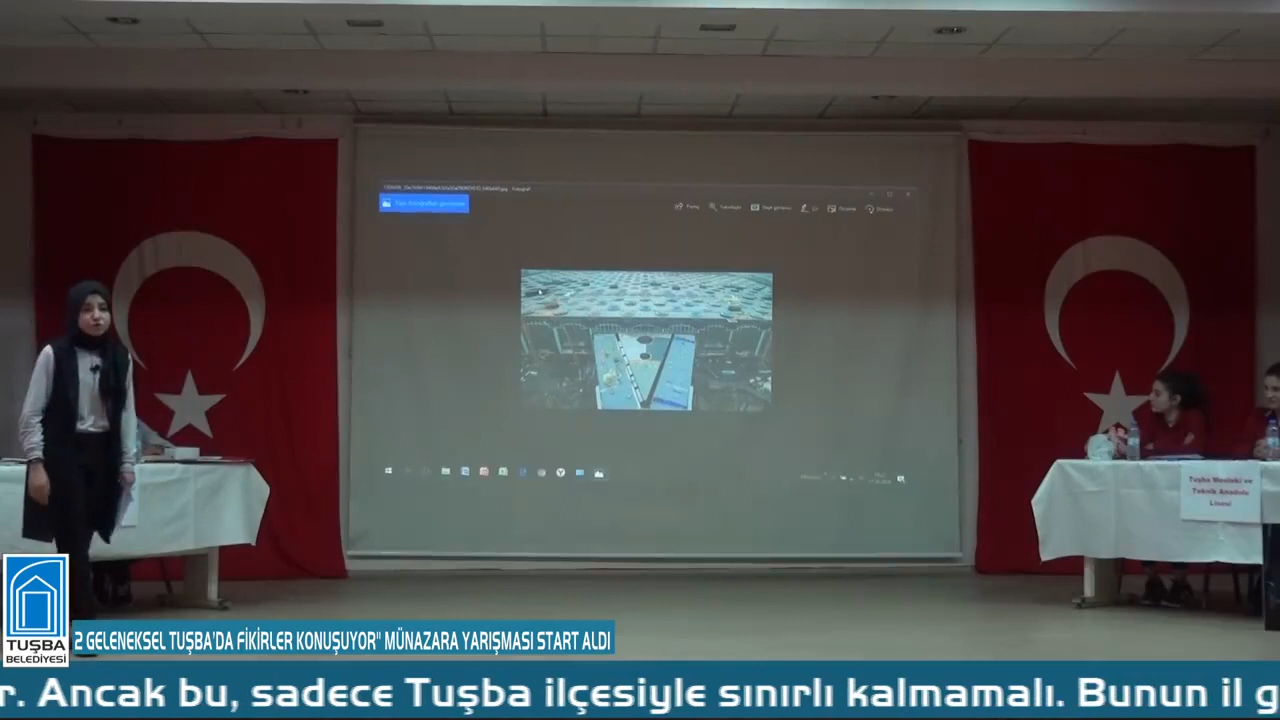 Tuşba Mesleki ve
Teknik Anadolu
Lisesi
TUŞBA
BELEDİYESİ
2 GELENEKSEL TUŞBA'DA FİKİRLER KONUŞUYOR" MÜNAZARA YARIŞMASI START ALDI
r. Ancak bu, sadece Tuşba ilçesiyle sınırlı kalmamalı. Bunun il g